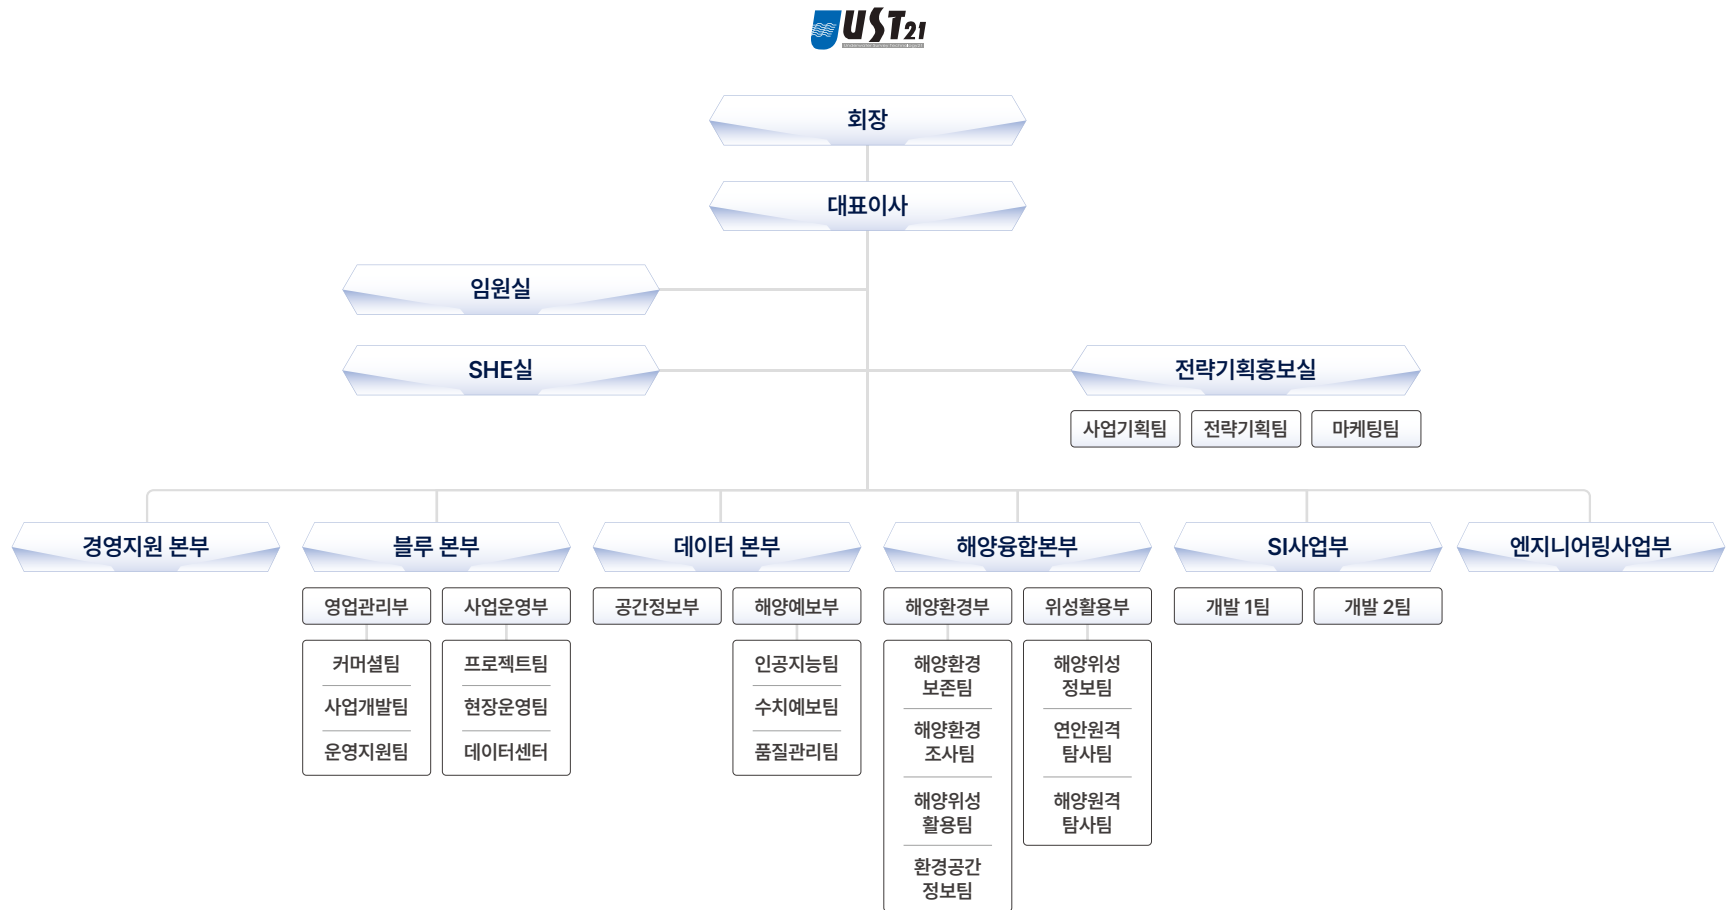 UST21
회장
대표이사
임원실
SHE실
전략기획홍보실
사업기획팀
전략기획팀
마케팅팀
경영지원 본부
블루 본부
데이터 본부
해양융합본부
SI사업부
엔지니어링사업부
영업관리부
사업운영부
공간정보부
해양예보부
해양환경부
위성활용부
개발 1팀
개발 2팀
커머셜팀
사업개발팀
운영지원팀
프로젝트팀
현장운영팀
데이터센터
인공지능팀
수치예보팀
품질관리팀
해양환경
보존팀
해양환경
조사팀
해양위성
활용팀
환경공간
정보팀
해양위성
정보팀
연안원격
탐사팀
해양원격
탐사팀